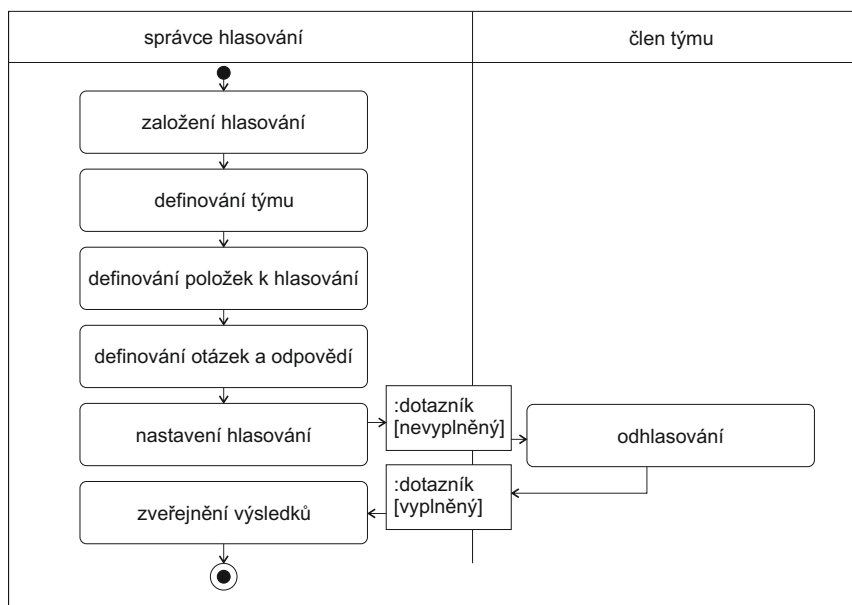 správce hlasování
člen týmu
založení hlasování
definování týmu
definování položek k hlasování
definování otázek a odpovědí
nastavení hlasování
:dotazník
[nevyplněný]
odhlasování
:dotazník
[vyplněný]
zveřejnění výsledků